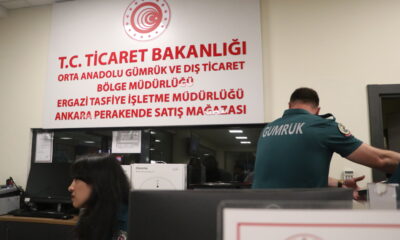 T.C. TİCARET BAKANLIĞI
ORTA ANADOLU GÜMRÜK VE DIŞ TİCARET
BÖLGE MÜDÜRLÜĞÜ
ERGAZİ TASFİYE İŞLETME MÜDÜRLÜĞÜ
ANKARA PERAKENDE SATIŞ MAĞAZASI
GÜMRÜK